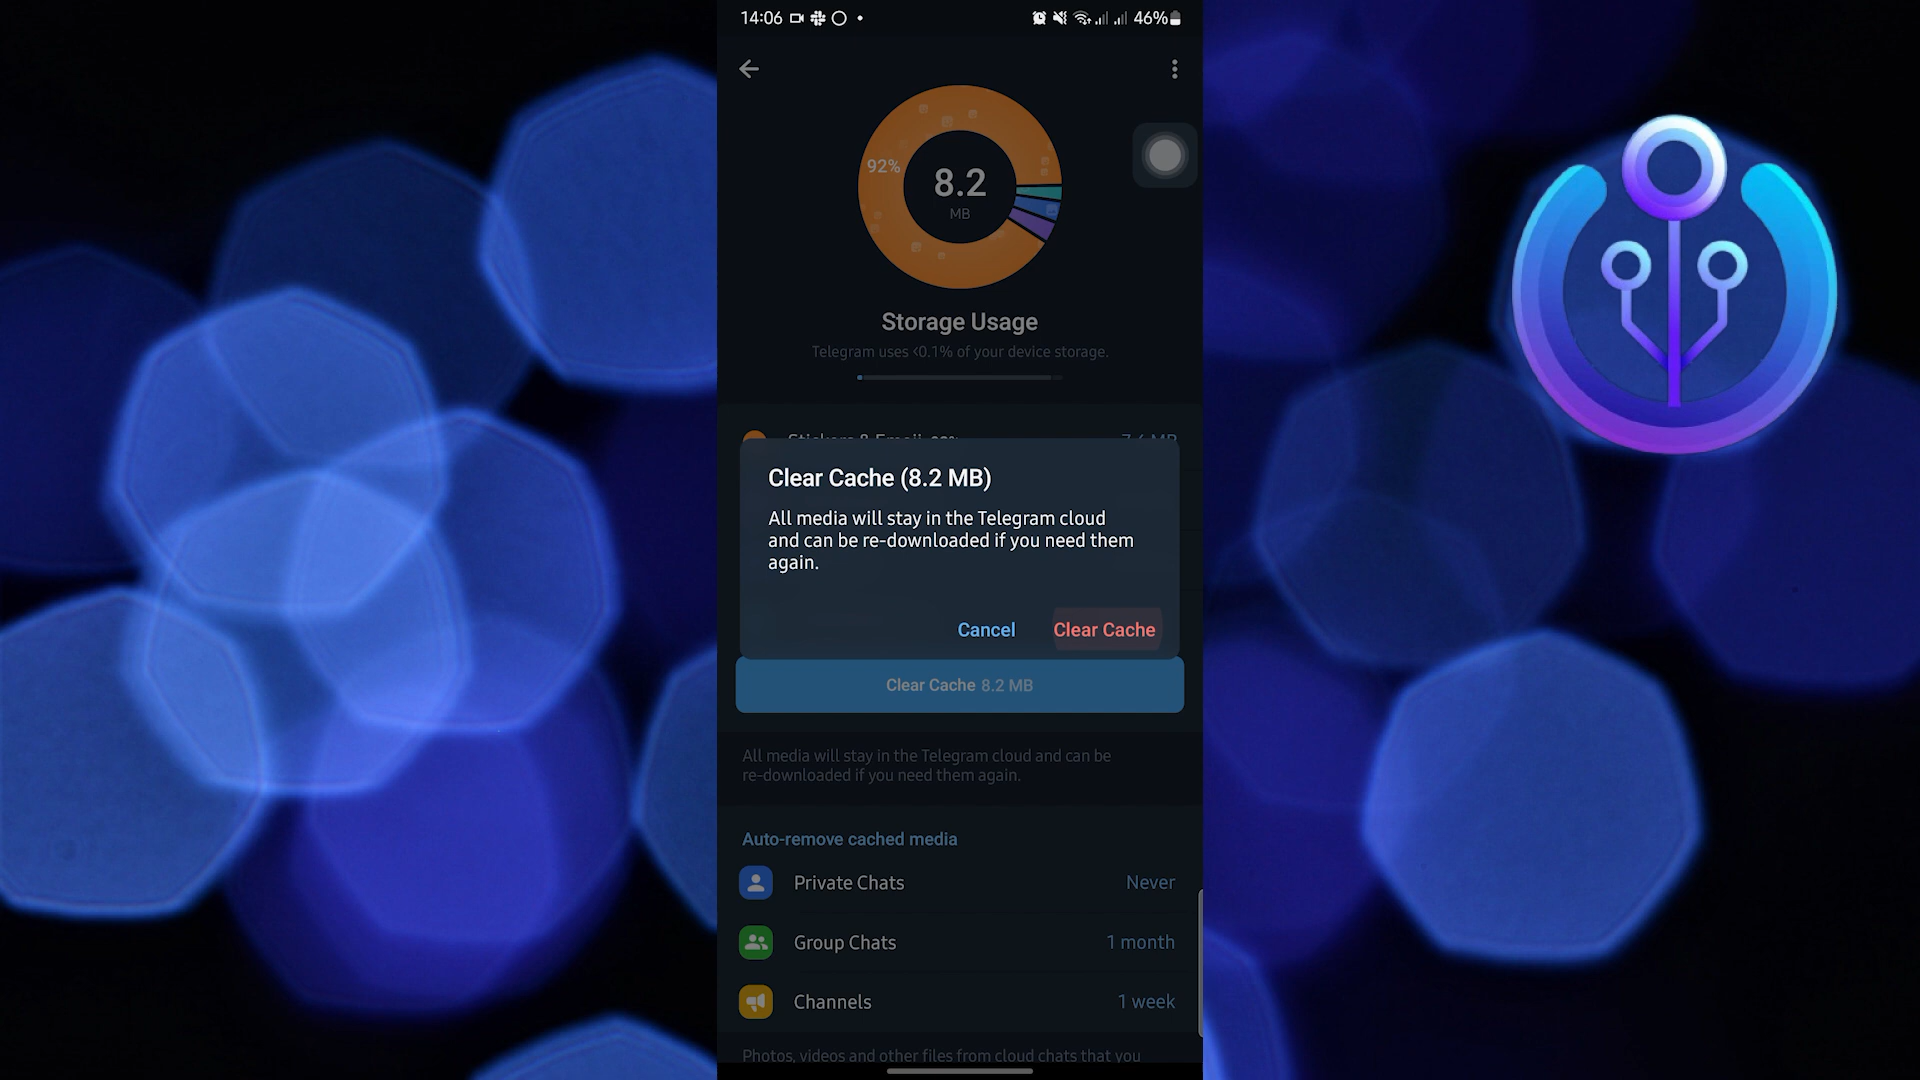 14:06
46%
92%
8.2
MB
Storage Usage
Telegram uses <0.1% of your device storage.
Clear Cache (8.2 MB)
All media will stay in the Telegram cloud
and can be re-downloaded if you need them
again.
Cancel Clear Cache
Clear Cache 8.2 MB
All media will stay in the Telegram cloud and can be
re-downloaded if you need them again.
Auto-remove cached media
Private Chats Never
Group Chats 1 month
Channels 1 week
Photos, videos and other files from cloud chats that you